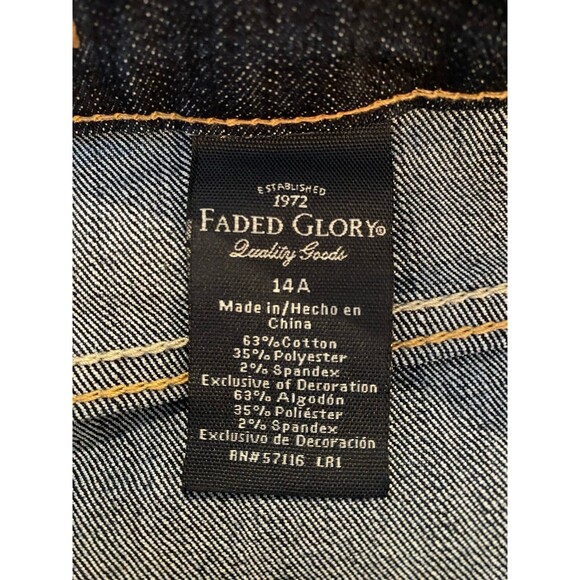 ESTABLISHED
1972
FADED GLORY®
Quality Goods
14A
Made in/Hecho en
China
63% Cotton
35% Polyester
2% Spandex
Exclusive of Decoration
63% Algodón
35% Poliéster
2% Spandex
Exclusivo de Decoración
RN# 57116 LR1